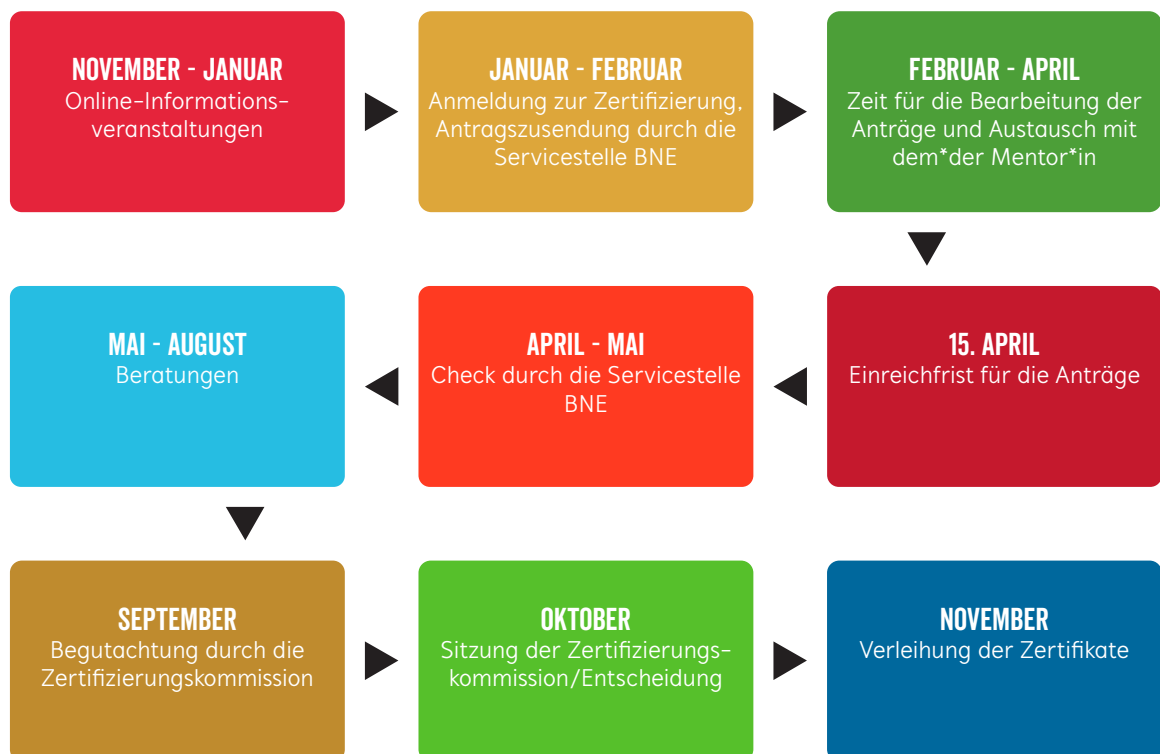 NOVEMBER - JANUAR
Online-Informations-
veranstaltungen
JANUAR - FEBRUAR
Anmeldung zur Zertifizierung,
Antragszusendung durch die
Servicestelle BNE
FEBRUAR - APRIL
Zeit für die Bearbeitung der
Anträge und Austausch mit
dem*der Mentor*in
15. APRIL
Einreichfrist für die Anträge
APRIL - MAI
Check durch die Servicestelle
BNE
MAI - AUGUST
Beratungen
SEPTEMBER
Begutachtung durch die
Zertifizierungskommission
OKTOBER
Sitzung der Zertifizierungs-
kommission/Entscheidung
NOVEMBER
Verleihung der Zertifikate